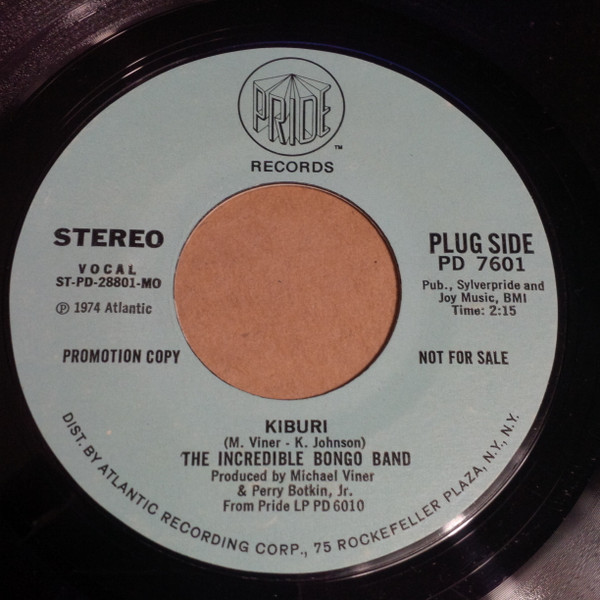 PRIDE
TM
RECORDS
STEREO
VOCAL
ST-PD-28801-MO
℗ 1974 Atlantic
PROMOTION COPY
PLUG SIDE
PD 7601
Pub., Sylverpride and
Joy Music, BMI
Time: 2:15
NOT FOR SALE
KIBURI
(M. Viner - K. Johnson)
THE INCREDIBLE BONGO BAND
Produced by Michael Viner
& Perry Botkin, Jr.
From Pride LP PD 6010
DIST. BY ATLANTIC RECORDING CORP., 75 ROCKEFELLER PLAZA, N.Y., N.Y.